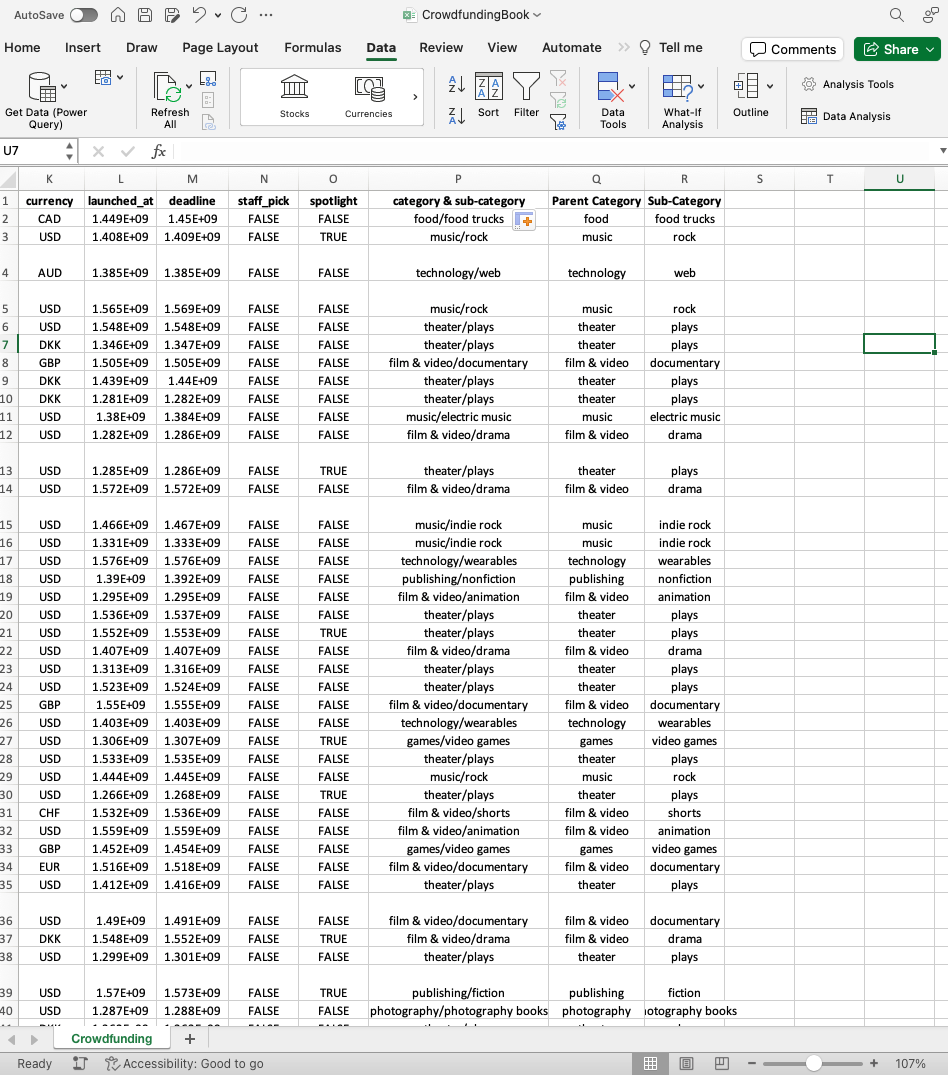 AutoSave CrowdfundingBook
Home Insert Draw Page Layout Formulas Data Review View Automate Tell me Comments Share
Get Data (Power Query) Refresh All Stocks Currencies Sort Filter Data Tools What-If Analysis Outline Analysis Tools
Data Analysis
U7 fx
K L M N O P Q R S T U
1 currency launched_at deadline staff_pick spotlight category & sub-category Parent Category Sub-Category
2 CAD 1.449E+09 1.45E+09 FALSE FALSE food/food trucks food food trucks
3 USD 1.408E+09 1.409E+09 FALSE TRUE music/rock music rock
4 AUD 1.385E+09 1.385E+09 FALSE FALSE technology/web technology web
5 USD 1.565E+09 1.569E+09 FALSE FALSE music/rock music rock
6 USD 1.548E+09 1.548E+09 FALSE FALSE theater/plays theater plays
7 DKK 1.346E+09 1.347E+09 FALSE FALSE theater/plays theater plays
8 GBP 1.505E+09 1.505E+09 FALSE FALSE film & video/documentary film & video documentary
9 DKK 1.439E+09 1.44E+09 FALSE FALSE theater/plays theater plays
10 DKK 1.281E+09 1.282E+09 FALSE FALSE theater/plays theater plays
11 USD 1.38E+09 1.384E+09 FALSE FALSE music/electric music music electric music
12 USD 1.282E+09 1.286E+09 FALSE FALSE film & video/drama film & video drama
13 USD 1.285E+09 1.286E+09 FALSE TRUE theater/plays theater plays
14 USD 1.572E+09 1.572E+09 FALSE FALSE film & video/drama film & video drama
15 USD 1.466E+09 1.467E+09 FALSE FALSE music/indie rock music indie rock
16 USD 1.331E+09 1.333E+09 FALSE FALSE music/indie rock music indie rock
17 USD 1.576E+09 1.576E+09 FALSE FALSE technology/wearables technology wearables
18 USD 1.39E+09 1.392E+09 FALSE FALSE publishing/nonfiction publishing nonfiction
19 USD 1.295E+09 1.295E+09 FALSE FALSE film & video/animation film & video animation
20 USD 1.536E+09 1.537E+09 FALSE FALSE theater/plays theater plays
21 USD 1.552E+09 1.553E+09 FALSE TRUE theater/plays theater plays
22 USD 1.407E+09 1.407E+09 FALSE FALSE film & video/drama film & video drama
23 USD 1.313E+09 1.316E+09 FALSE FALSE theater/plays theater plays
24 USD 1.523E+09 1.524E+09 FALSE FALSE theater/plays theater plays
25 GBP 1.55E+09 1.555E+09 FALSE FALSE film & video/documentary film & video documentary
26 USD 1.403E+09 1.403E+09 FALSE FALSE technology/wearables technology wearables
27 USD 1.306E+09 1.307E+09 FALSE TRUE games/video games games video games
28 USD 1.533E+09 1.535E+09 FALSE FALSE theater/plays theater plays
29 USD 1.444E+09 1.445E+09 FALSE FALSE music/rock music rock
30 USD 1.266E+09 1.268E+09 FALSE TRUE theater/plays theater plays
31 CHF 1.532E+09 1.536E+09 FALSE FALSE film & video/shorts film & video shorts
32 USD 1.559E+09 1.559E+09 FALSE FALSE film & video/animation film & video animation
33 GBP 1.452E+09 1.454E+09 FALSE FALSE games/video games games video games
34 EUR 1.516E+09 1.518E+09 FALSE FALSE film & video/documentary film & video documentary
35 USD 1.412E+09 1.416E+09 FALSE FALSE theater/plays theater plays
36 USD 1.49E+09 1.491E+09 FALSE FALSE film & video/documentary film & video documentary
37 DKK 1.548E+09 1.552E+09 FALSE TRUE film & video/drama film & video drama
38 USD 1.299E+09 1.301E+09 FALSE FALSE theater/plays theater plays
39 USD 1.57E+09 1.573E+09 FALSE TRUE publishing/fiction publishing fiction
40 USD 1.287E+09 1.288E+09 FALSE FALSE photography/photography books photography otography books
Crowdfunding +
Ready Accessibility: Good to go 107%